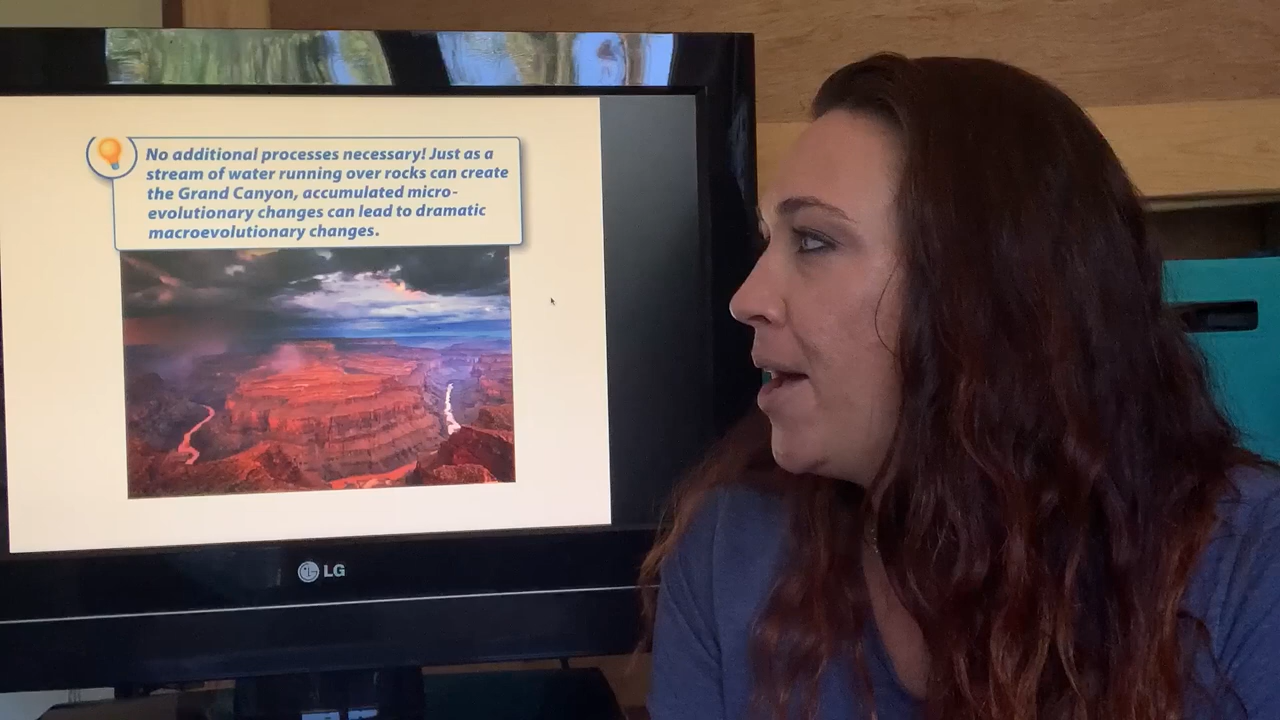 No additional processes necessary! Just as a
stream of water running over rocks can create
the Grand Canyon, accumulated micro-
evolutionary changes can lead to dramatic
macroevolutionary changes.
LG